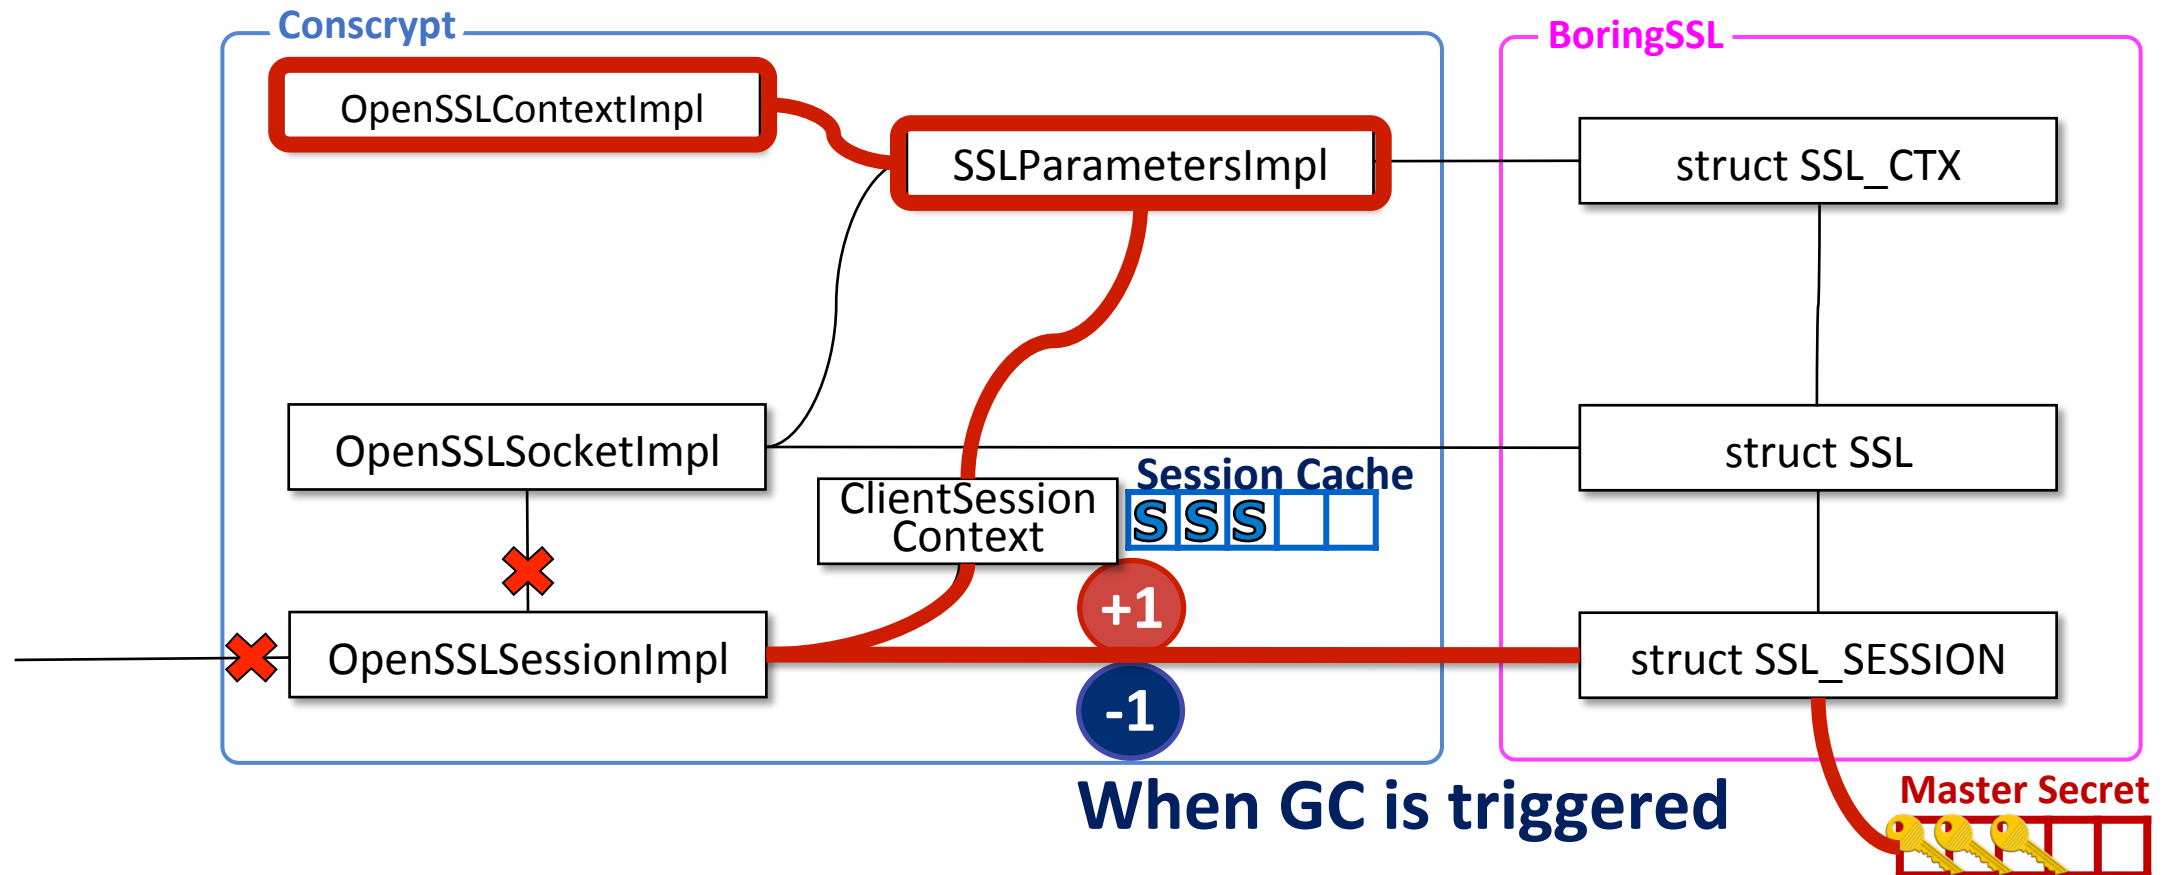 Conscrypt
BoringSSL
OpenSSLContextImpl
SSLParametersImpl
struct SSL_CTX
OpenSSLSocketImpl
struct SSL
Session Cache
ClientSession
Context
S S S
+1
OpenSSLSessionImpl
struct SSL_SESSION
-1
When GC is triggered
Master Secret